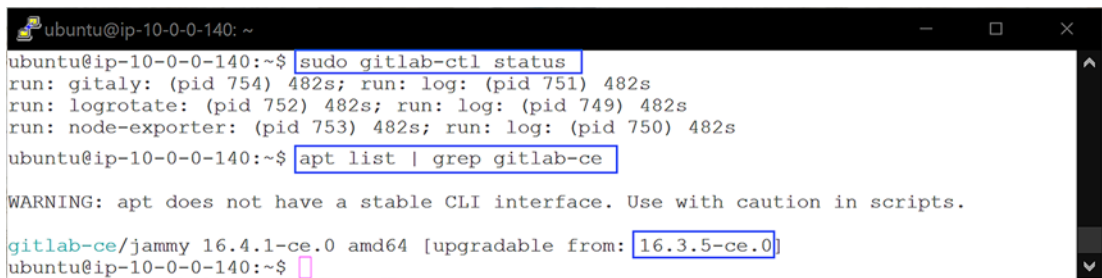 ubuntu@ip-10-0-0-140: ~
ubuntu@ip-10-0-0-140:~$ sudo gitlab-ctl status
run: gitaly: (pid 754) 482s; run: log: (pid 751) 482s
run: logrotate: (pid 752) 482s; run: log: (pid 749) 482s
run: node-exporter: (pid 753) 482s; run: log: (pid 750) 482s
ubuntu@ip-10-0-0-140:~$ apt list | grep gitlab-ce
WARNING: apt does not have a stable CLI interface. Use with caution in scripts.
gitlab-ce/jammy 16.4.1-ce.0 amd64 [upgradable from: 16.3.5-ce.0]
ubuntu@ip-10-0-0-140:~$